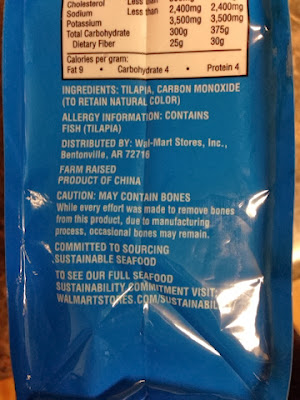 Cholesterol Less than
Sodium Less than 2,400mg 2,400mg
Potassium 3,500mg 3,500mg
Total Carbohydrate 300g 375g
Dietary Fiber 25g 30g
Calories per gram:
Fat 9 • Carbohydrate 4 • Protein 4
INGREDIENTS: TILAPIA, CARBON MONOXIDE
(TO RETAIN NATURAL COLOR)
ALLERGY INFORMATION: CONTAINS
FISH (TILAPIA)
DISTRIBUTED BY: Wal-Mart Stores, Inc.,
Bentonville, AR 72716
FARM RAISED
PRODUCT OF CHINA
CAUTION: MAY CONTAIN BONES
While every effort was made to remove bones
from this product, due to manufacturing
process, occasional bones may remain.
COMMITTED TO SOURCING
SUSTAINABLE SEAFOOD
TO SEE OUR FULL SEAFOOD
SUSTAINABILITY COMMITMENT VISIT:
WALMARTSTORES.COM/SUSTAINABIL